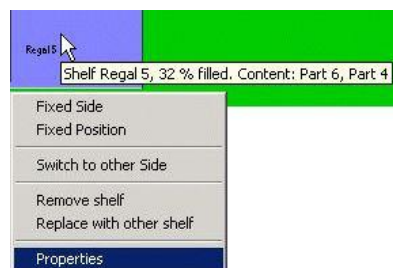 Regal 5
Shelf Regal 5, 32 % filled. Content: Part 6, Part 4
Fixed Side
Fixed Position
Switch to other Side
Remove shelf
Replace with other shelf
Properties